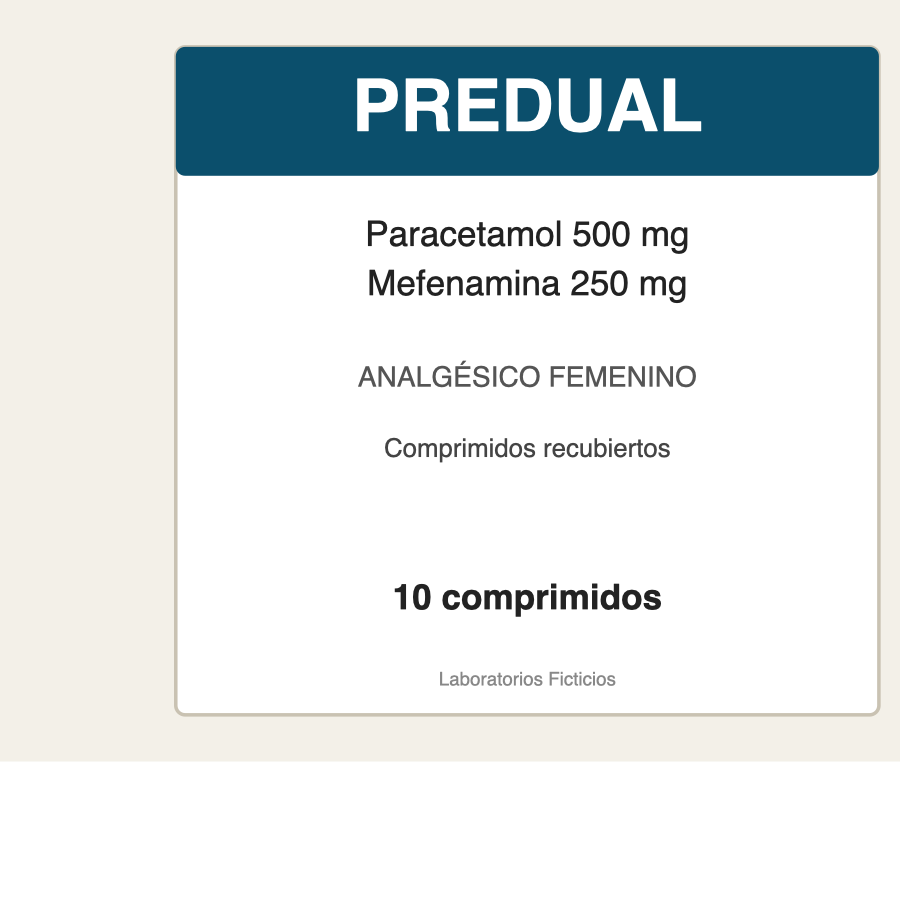 PREDUAL
Paracetamol 500 mg
Mefenamina 250 mg
ANALGÉSICO FEMENINO
Comprimidos recubiertos
10 comprimidos
Laboratorios Ficticios